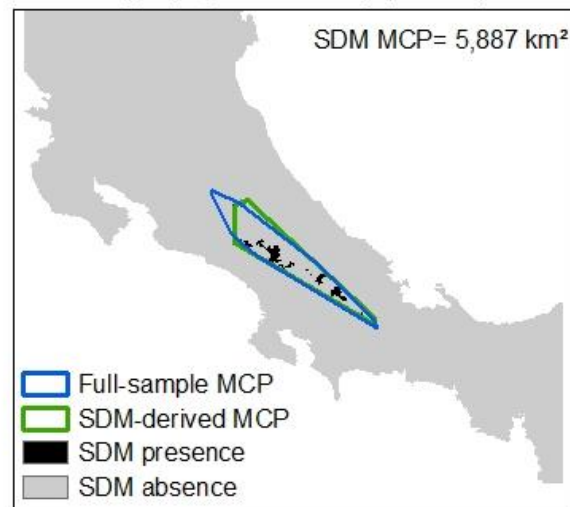 SDM MCP= 5,887 km²
Full-sample MCP
SDM-derived MCP
SDM presence
SDM absence